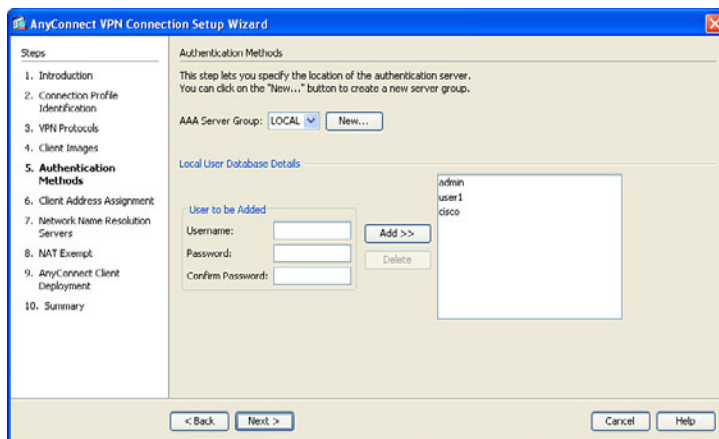 AnyConnect VPN Connection Setup Wizard
Steps
1. Introduction
2. Connection Profile
Identification
3. VPN Protocols
4. Client Images
5. Authentication
Methods
6. Client Address Assignment
7. Network Name Resolution
Servers
8. NAT Exempt
9. AnyConnect Client
Deployment
10. Summary
Authentication Methods
This step lets you specify the location of the authentication server.
You can click on the "New..." button to create a new server group.
AAA Server Group: LOCAL New...
Local User Database Details
User to be Added
Username:
Password:
Confirm Password:
Add >>
Delete
admin
user1
cisco
< Back Next > Cancel Help